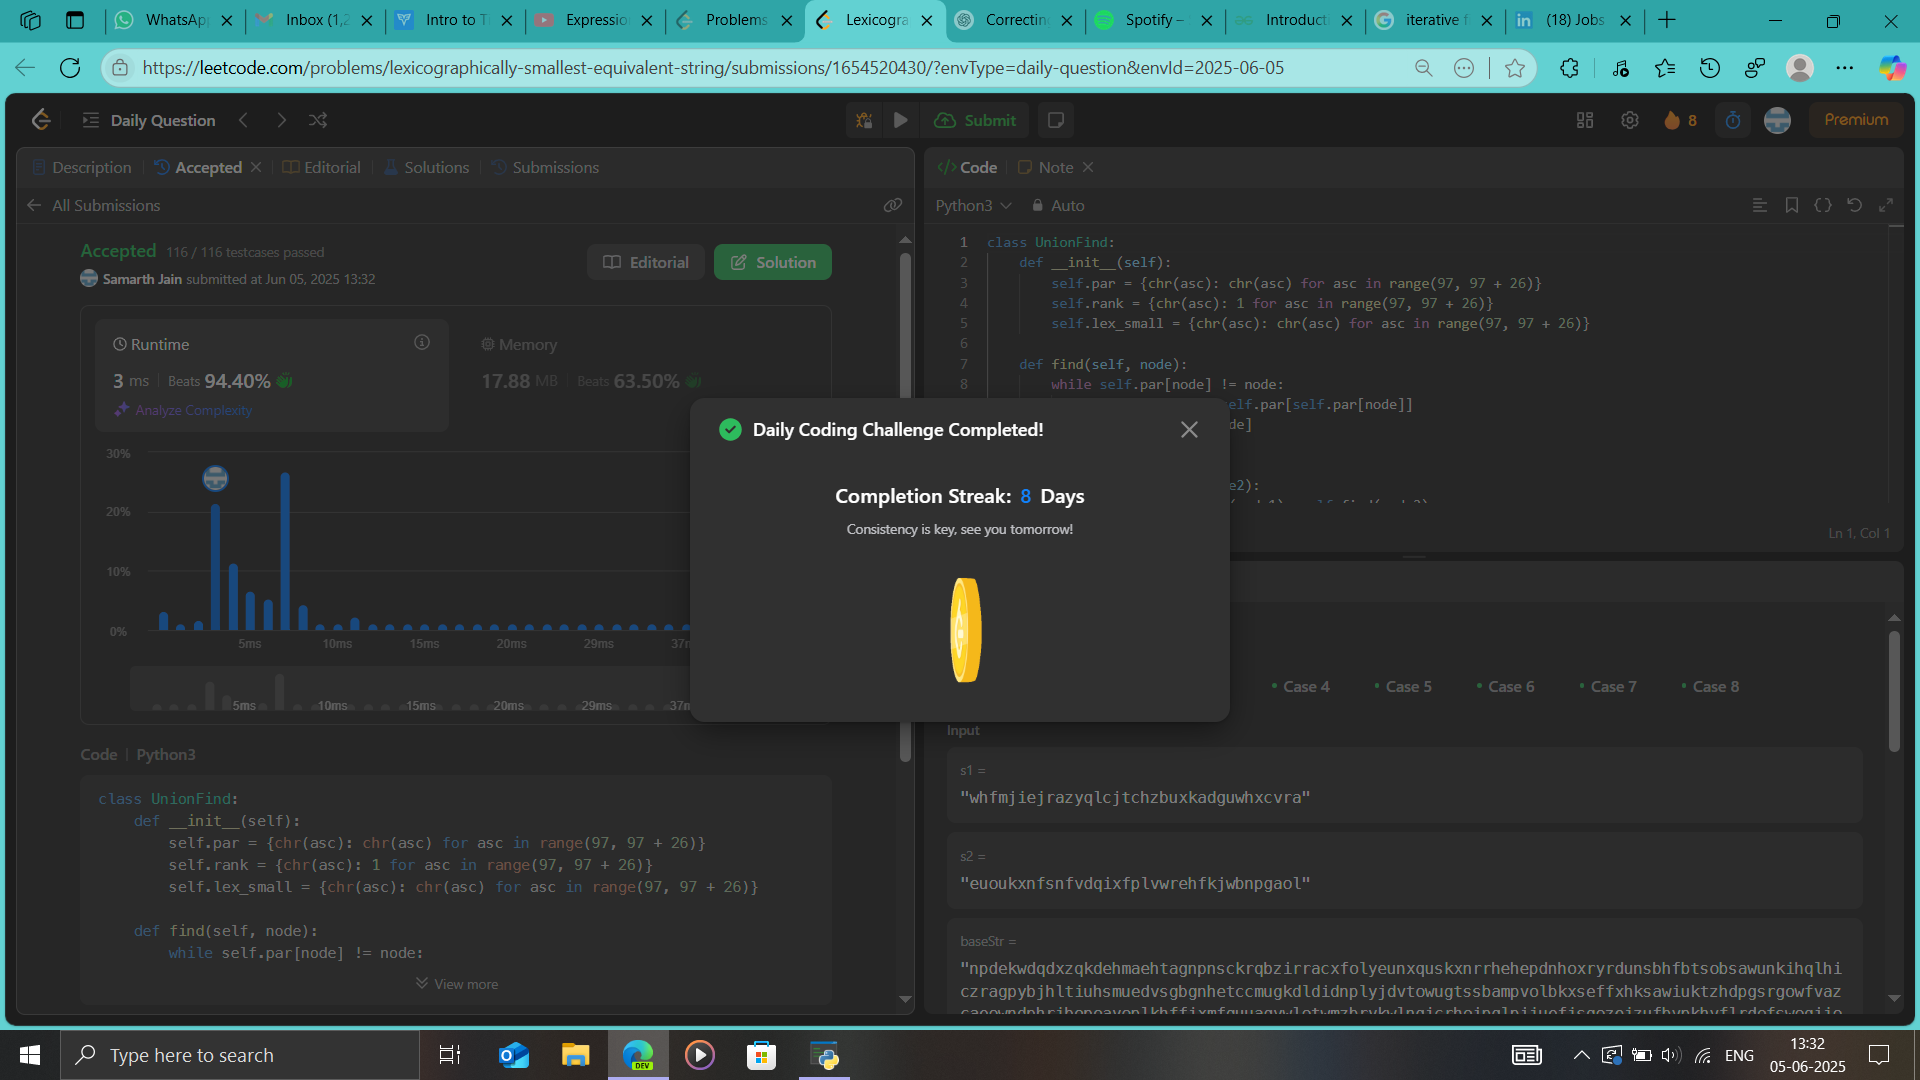 WhatsApp
Inbox (1,2
Intro to T
Expressio
Problems
Lexicogra
Correctin
Spotify –
Introducti
iterative f
(18) Jobs
https://leetcode.com/problems/lexicographically-smallest-equivalent-string/submissions/1654520430/?envType=daily-question&envId=2025-06-05
Daily Question
Submit
8
Premium
Description
Accepted
Editorial
Solutions
Submissions
All Submissions
Accepted 116 / 116 testcases passed
Samarth Jain submitted at Jun 05, 2025 13:32
Editorial
Solution
Runtime
3 ms Beats 94.40%
Analyze Complexity
Memory
17.88 MB Beats 63.50%
30%
20%
10%
0%
5ms 10ms 15ms 20ms 29ms 37m
5ms 10ms 15ms 20ms 29ms 37m
Code | Python3
class UnionFind:
def __init__(self):
self.par = {chr(asc): chr(asc) for asc in range(97, 97 + 26)}
self.rank = {chr(asc): 1 for asc in range(97, 97 + 26)}
self.lex_small = {chr(asc): chr(asc) for asc in range(97, 97 + 26)}
def find(self, node):
while self.par[node] != node:
View more
Daily Coding Challenge Completed!
Completion Streak: 8 Days
Consistency is key, see you tomorrow!
Code
Note
Python3
Auto
1 class UnionFind:
2 def __init__(self):
3 self.par = {chr(asc): chr(asc) for asc in range(97, 97 + 26)}
4 self.rank = {chr(asc): 1 for asc in range(97, 97 + 26)}
5 self.lex_small = {chr(asc): chr(asc) for asc in range(97, 97 + 26)}
6
7 def find(self, node):
8 while self.par[node] != node:
elf.par[self.par[node]]
de]
e2):
Ln 1, Col 1
Case 4
Case 5
Case 6
Case 7
Case 8
Input
s1 =
"whfmjiejrazyqlcjtchzbuxkadguwhxcvra"
s2 =
"euoukxnfsnfvdqixfplvwrehfkjwbnpgaol"
baseStr =
"npdekwdqdxzqkdehmaehtagnpnsckrqbzirracxfolyeunxquskxnrrhehepdnhoxryrdunsbhfbtsobsawunkihqlhi
czragpybjhltiuhsmuedvsgbgnhetccmugkdldidnplyjdvtowugtssbampvolbkxseffxhksawiuktzhdpgsrgowfvaz
Type here to search
ENG
13:32
05-06-2025